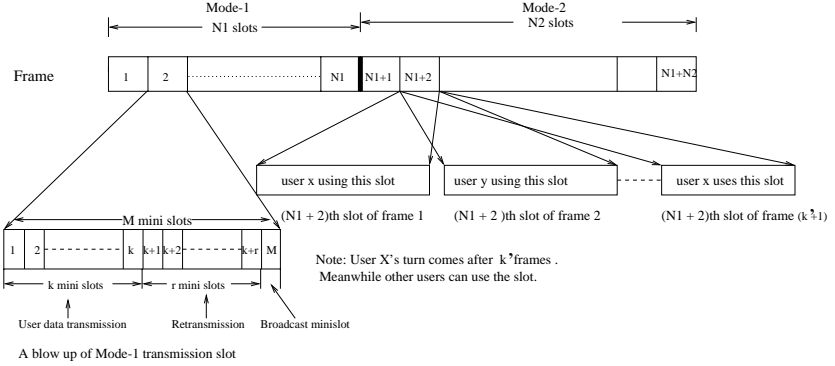 Mode-1
Mode-2
N1 slots
N2 slots
Frame
1
2
N1
N1+1
N1+2
N1+N2
user x using this slot
user y using this slot
user x uses this slot
(N1 + 2)th slot of frame 1
(N1 + 2 )th slot of frame 2
(N1 + 2)th slot of frame (k'+1)
M mini slots
1
2
k
k+1
k+2
k+r
M
k mini slots
r mini slots
Note: User X's turn comes after k' frames .
Meanwhile other users can use the slot.
User data transmission
Retransmission
Broadcast minislot
A blow up of Mode-1 transmission slot